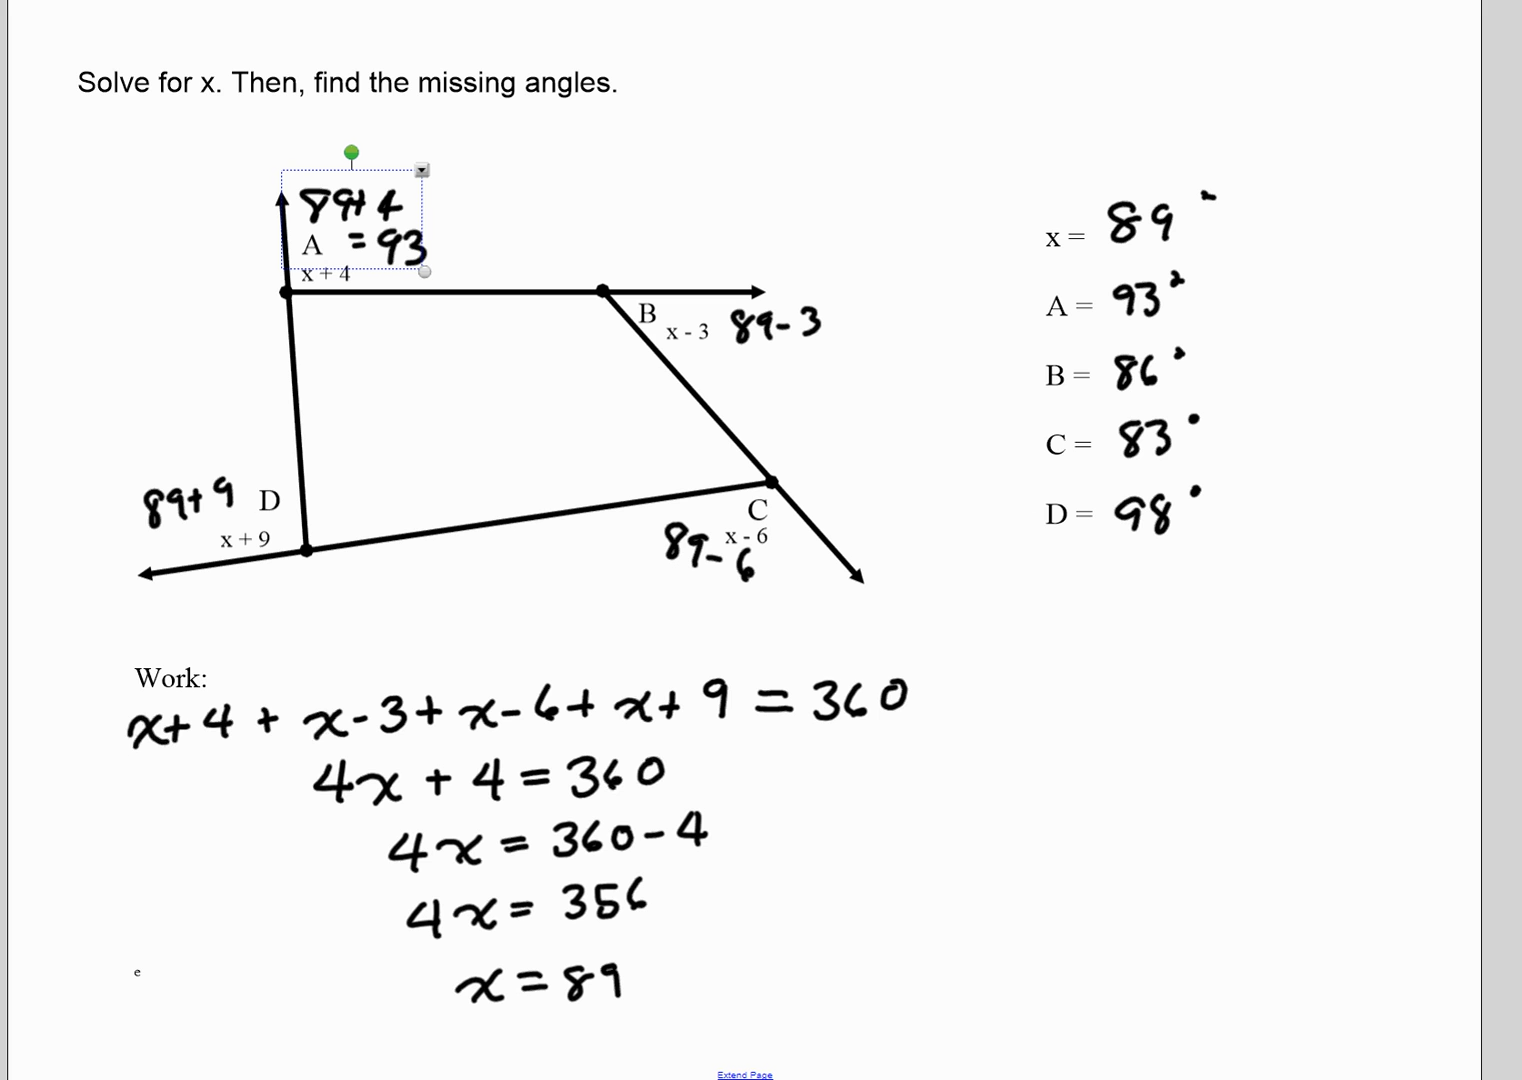 Solve for x. Then, find the missing angles.
89+4
A = 93
x + 4
B
x - 3 89-3
89+9 D
x + 9
C
x - 6
89-6
x = 89°
A = 93°
B = 86°
C = 83°
D = 98°
Work:
x+4 + x-3+x-6+x+9 = 360
4x + 4 = 360
4x = 360-4
4x = 356
x = 89
e
Extend Page